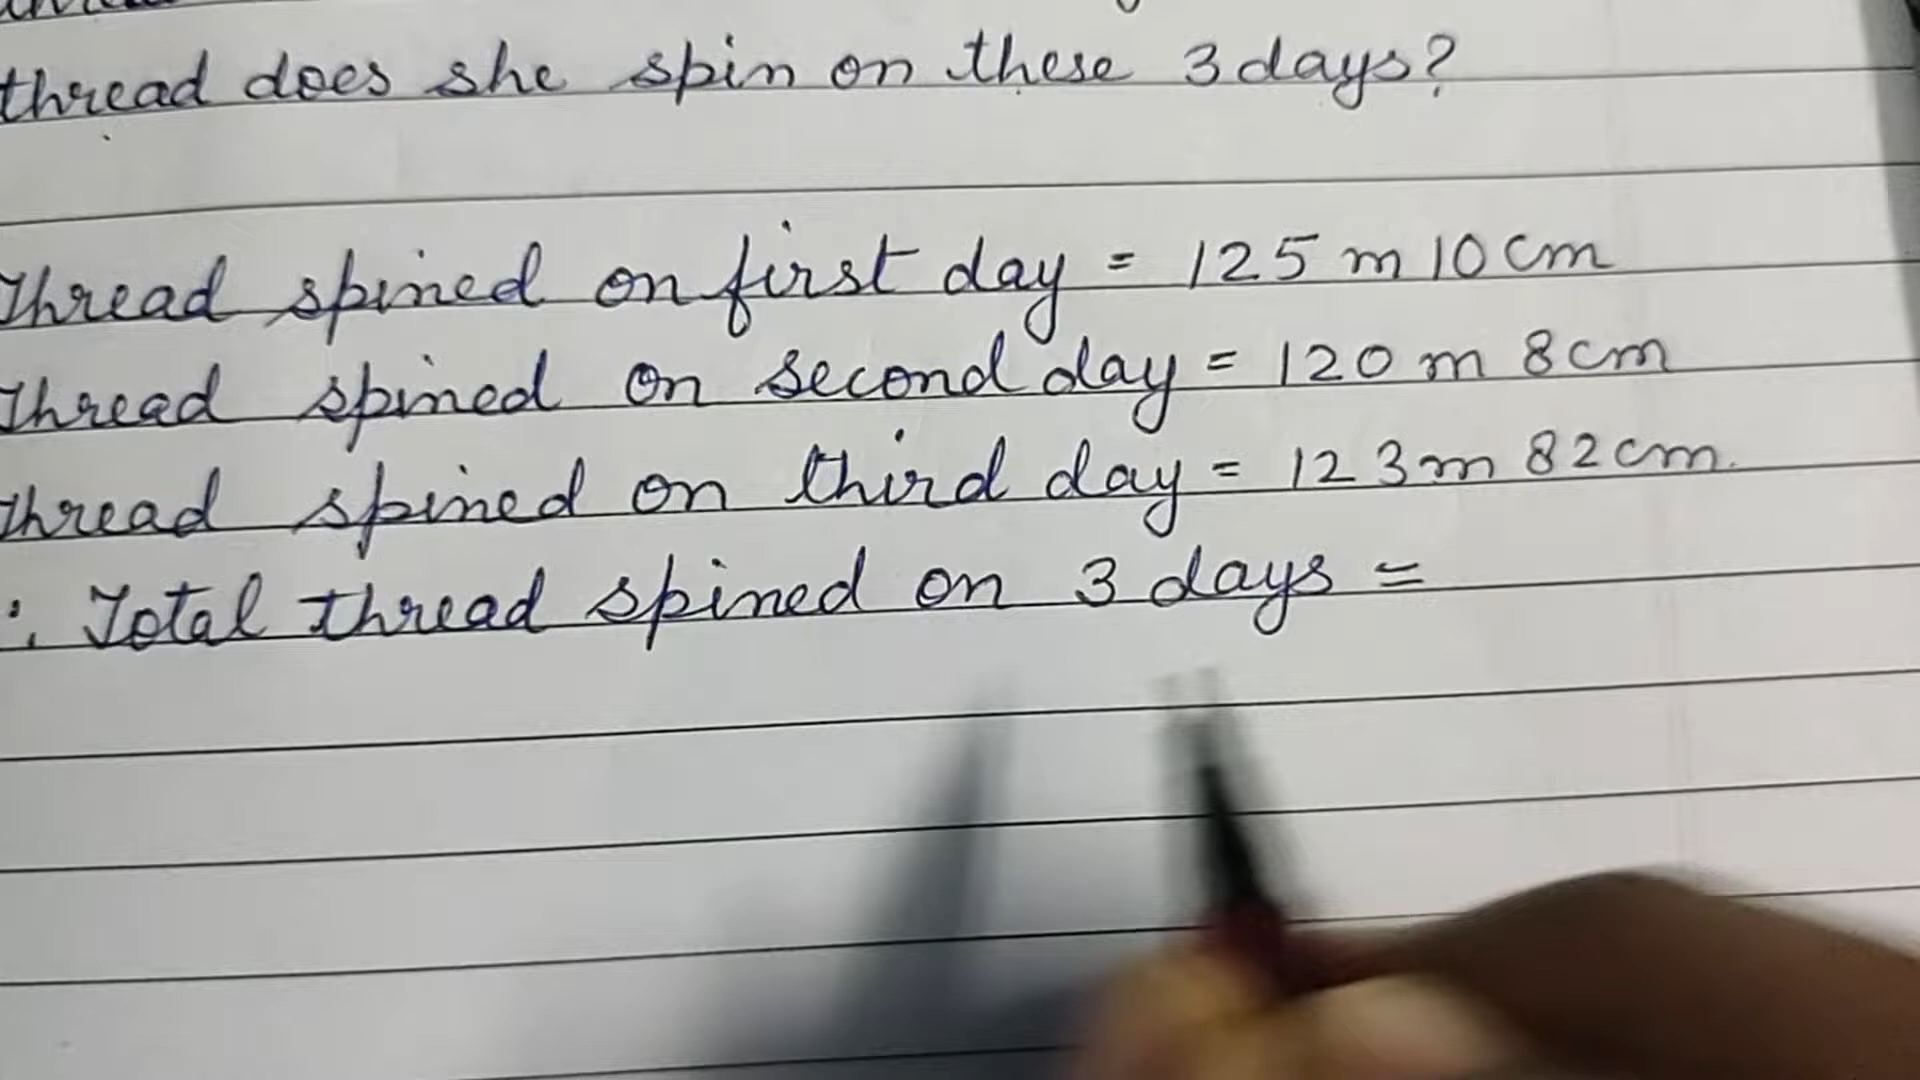 thread does she spin on these 3 days?
Thread spined on first day = 125 m 10 cm
Thread spined on second day = 120 m 8 cm
Thread spined on third day = 123 m 82 cm.
∴ Total thread spined on 3 days =